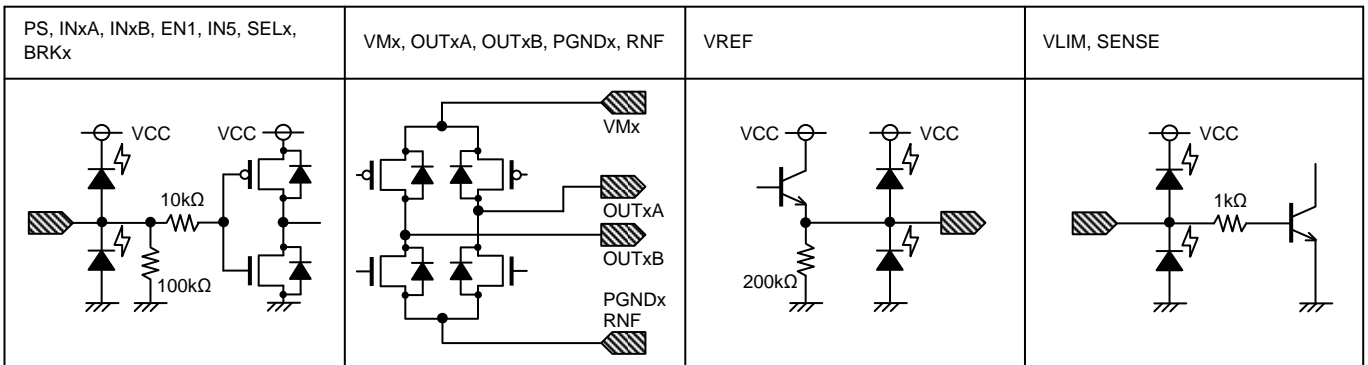 PS, INxA, INxB, EN1, IN5, SELx,
BRKx
VMx, OUTxA, OUTxB, PGNDx, RNF
VREF
VLIM, SENSE
VCC
VCC
10kΩ
100kΩ
VMx
OUTxA
OUTxB
PGNDx
RNF
VCC
VCC
200kΩ
VCC
1kΩ